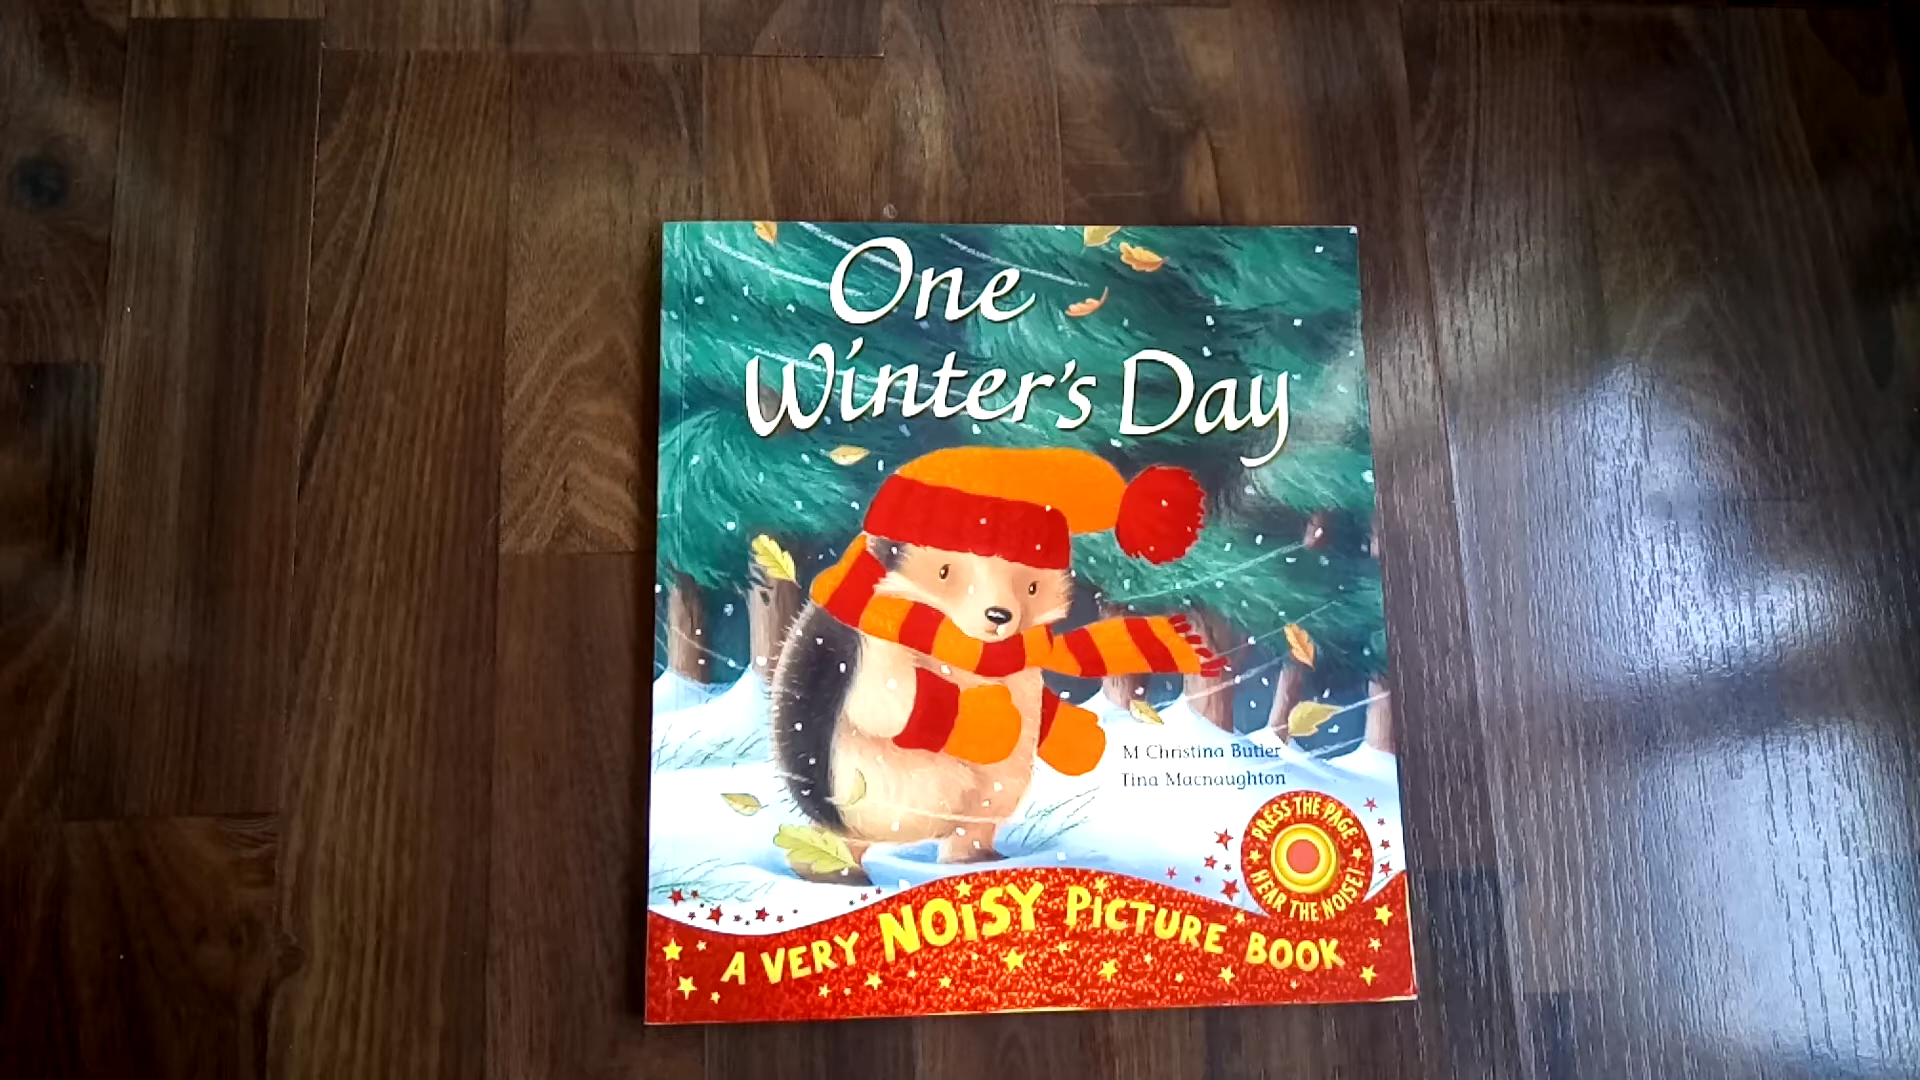 One
Winter's Day
M Christina Butler
Tina Macnaughton
PRESS THE PAGE
HEAR THE NOISE!
A VERY NOISY PICTURE BOOK